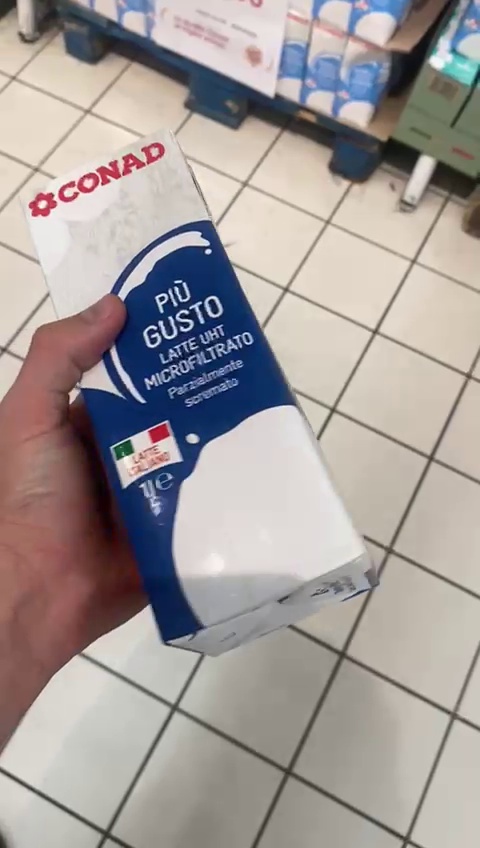 CONAD
PIÙ
GUSTO
LATTE UHT
MICROFILTRATO
Parzialmente
scremato
LATTE
ITALIANO
1L e